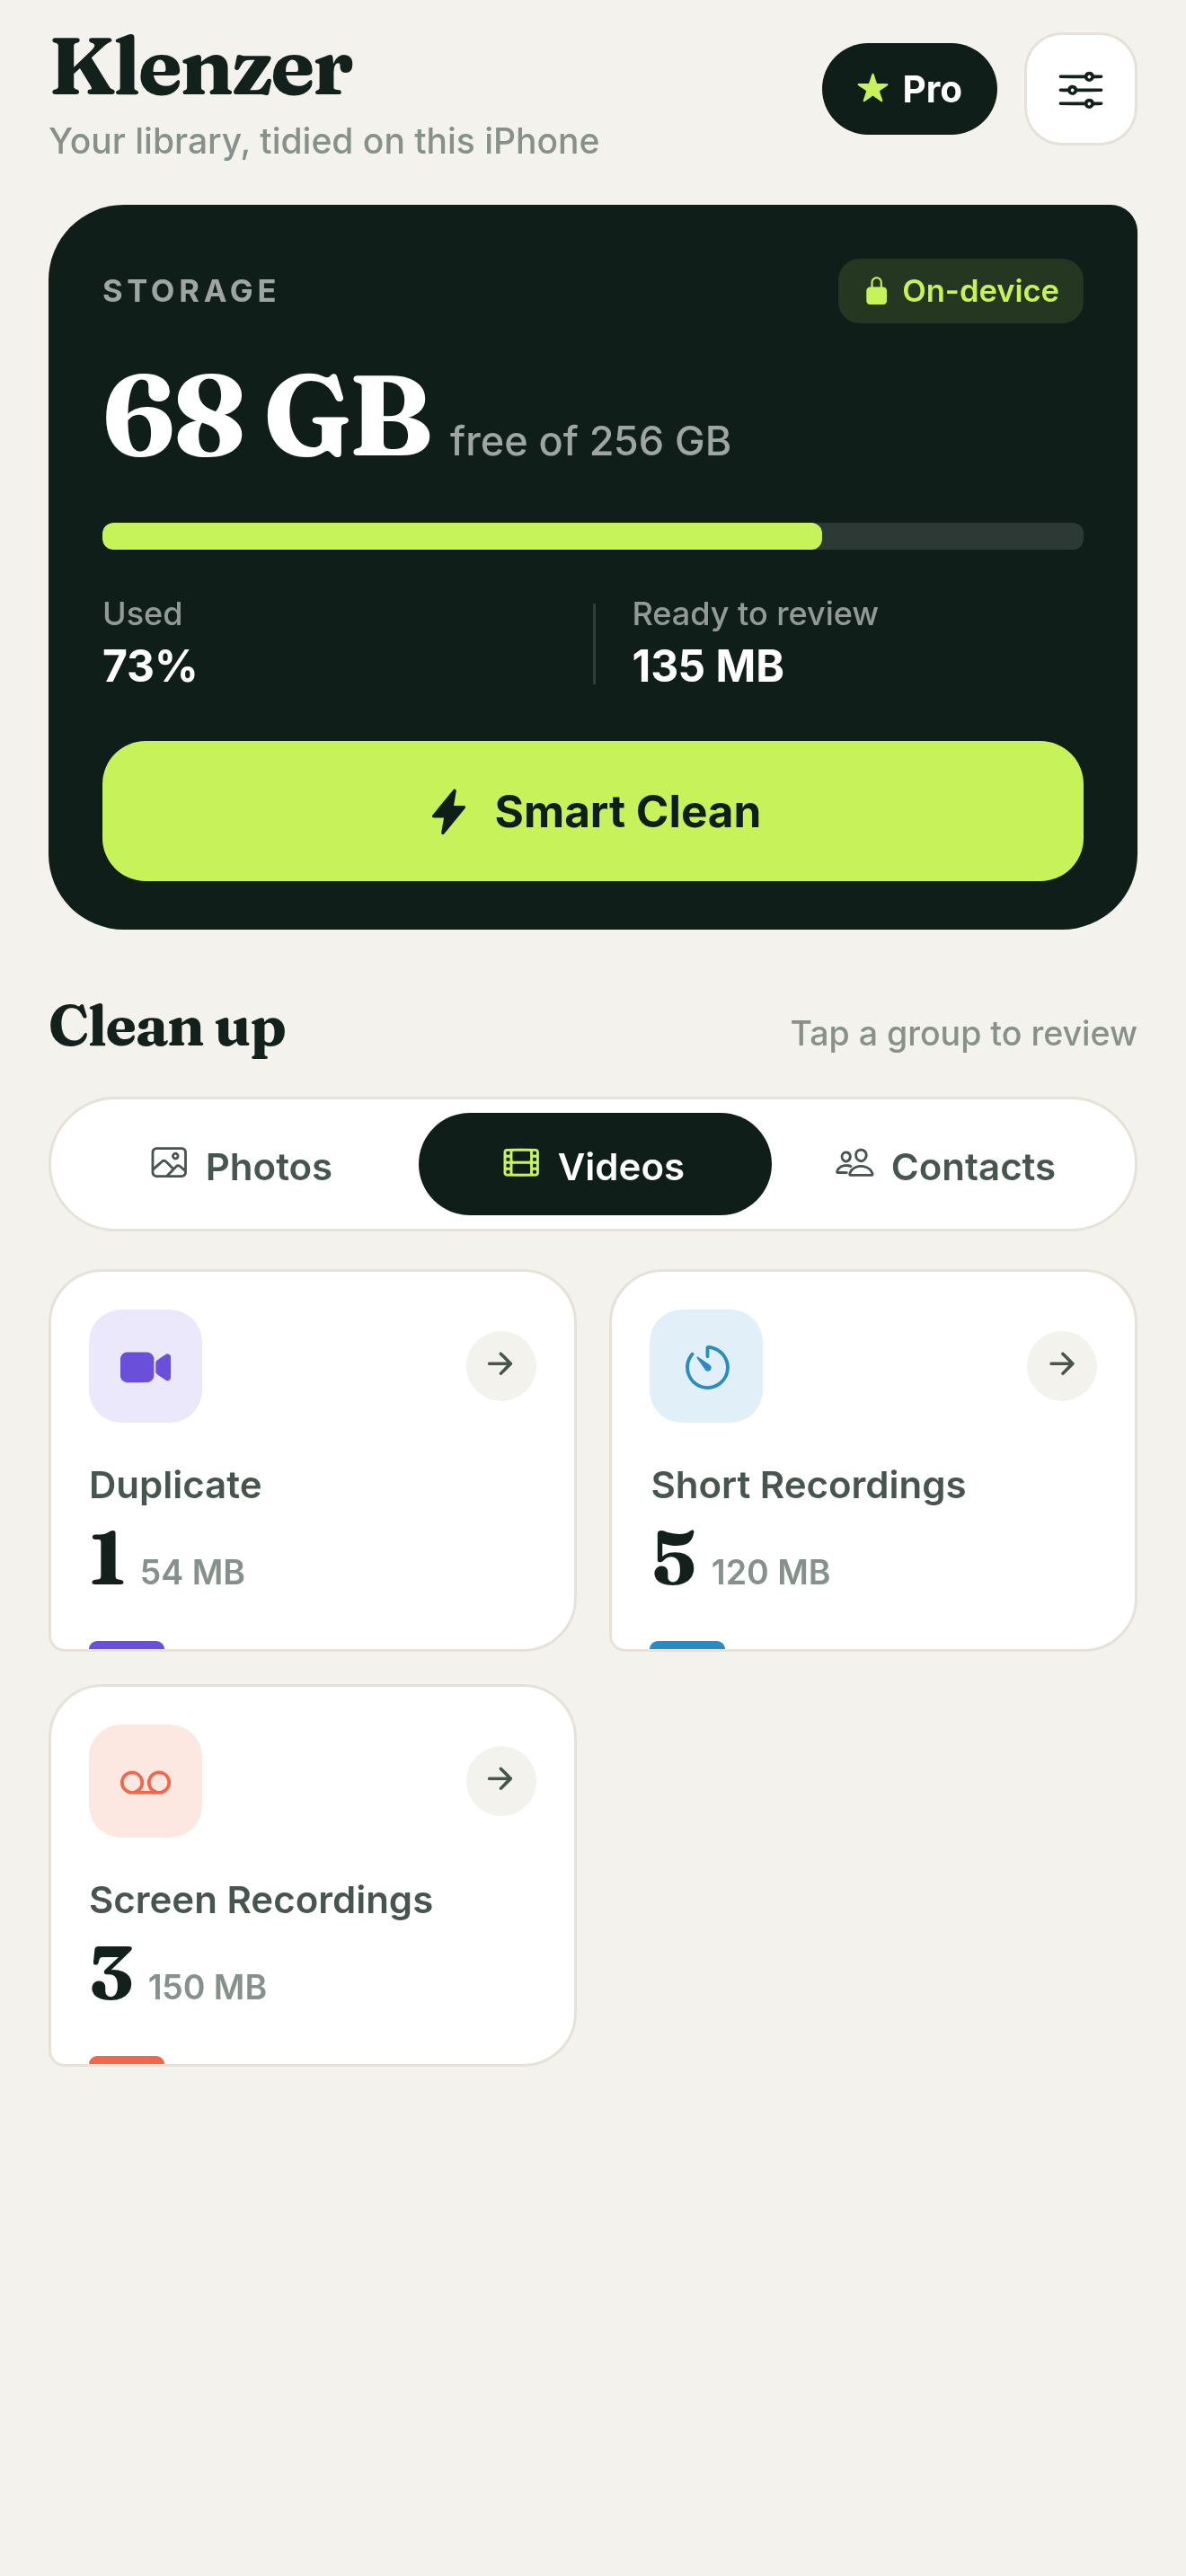 Klenzer
Your library, tidied on this iPhone
Pro
STORAGE
On-device
68 GB free of 256 GB
Used
73%
Ready to review
135 MB
Smart Clean
Clean up
Tap a group to review
Photos
Videos
Contacts
Duplicate
1 54 MB
Short Recordings
5 120 MB
Screen Recordings
3 150 MB